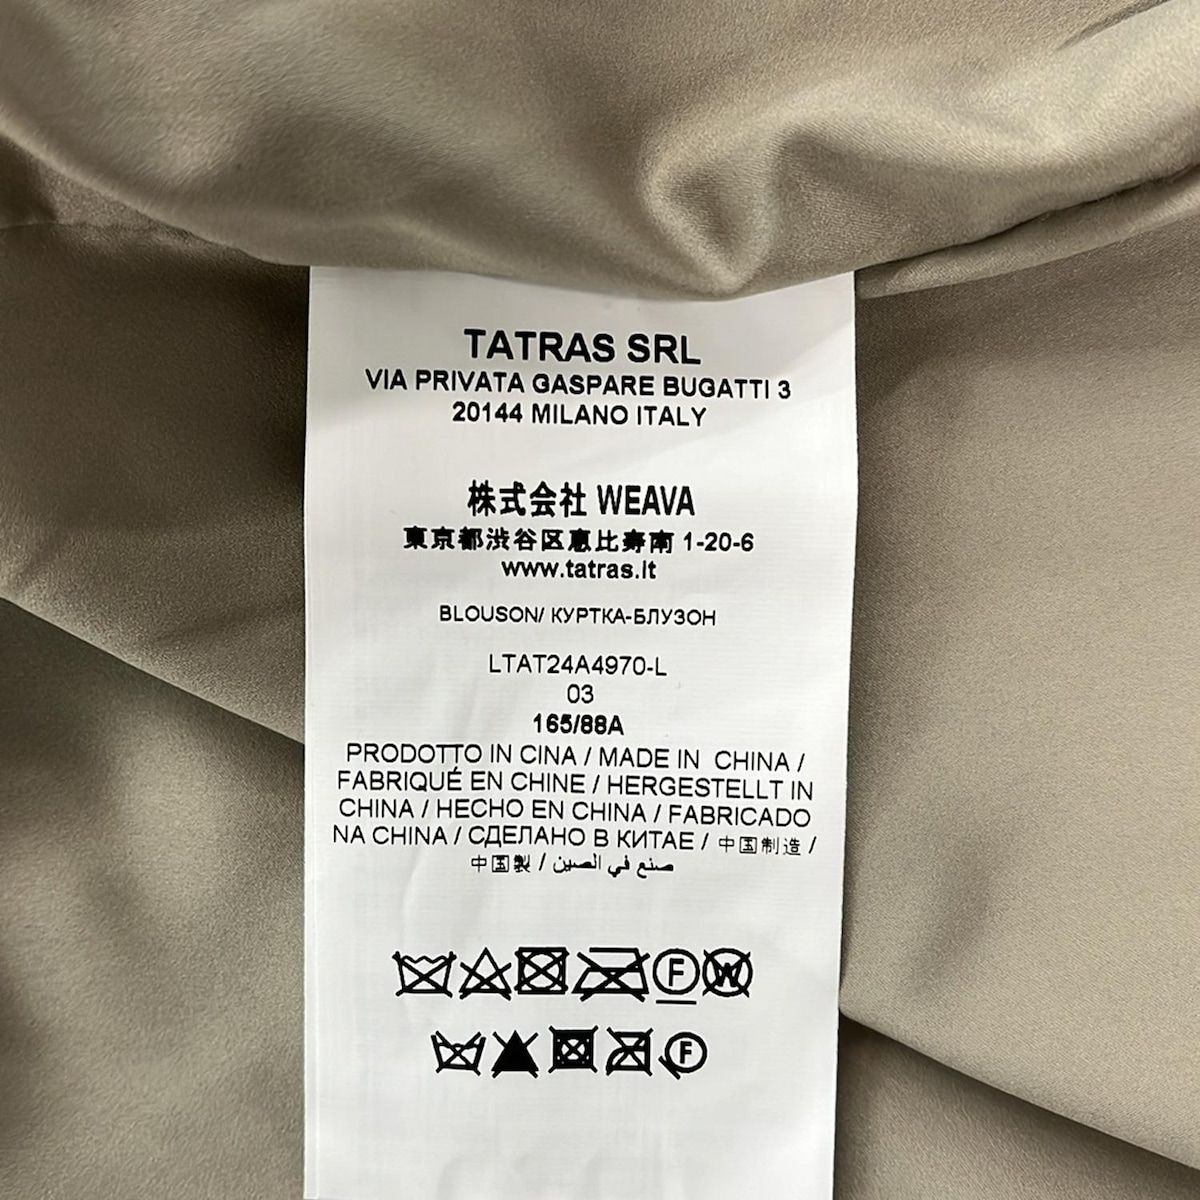 TATRAS SRL
VIA PRIVATA GASPARE BUGATTI 3
20144 MILANO ITALY
株式会社 WEAVA
東京都渋谷区恵比寿南 1-20-6
www.tatras.it
BLOUSON/ КУРТКА-БЛУЗОН
LTAT24A4970-L
03
165/88A
PRODOTTO IN CINA / MADE IN CHINA /
FABRIQUÉ EN CHINE / HERGESTELLT IN
CHINA / HECHO EN CHINA / FABRICADO
NA CHINA / СДЕЛАНО В КИТАЕ / 中国制造 /
中国製 / صنع في الصين
F W
F